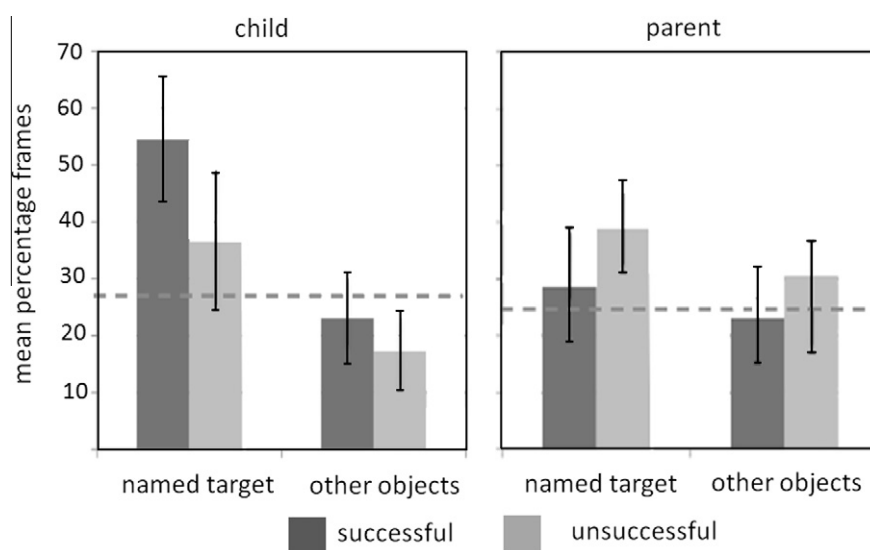 child
parent
mean percentage frames
70
60
50
40
30
20
10
named target
other objects
named target
other objects
successful
unsuccessful